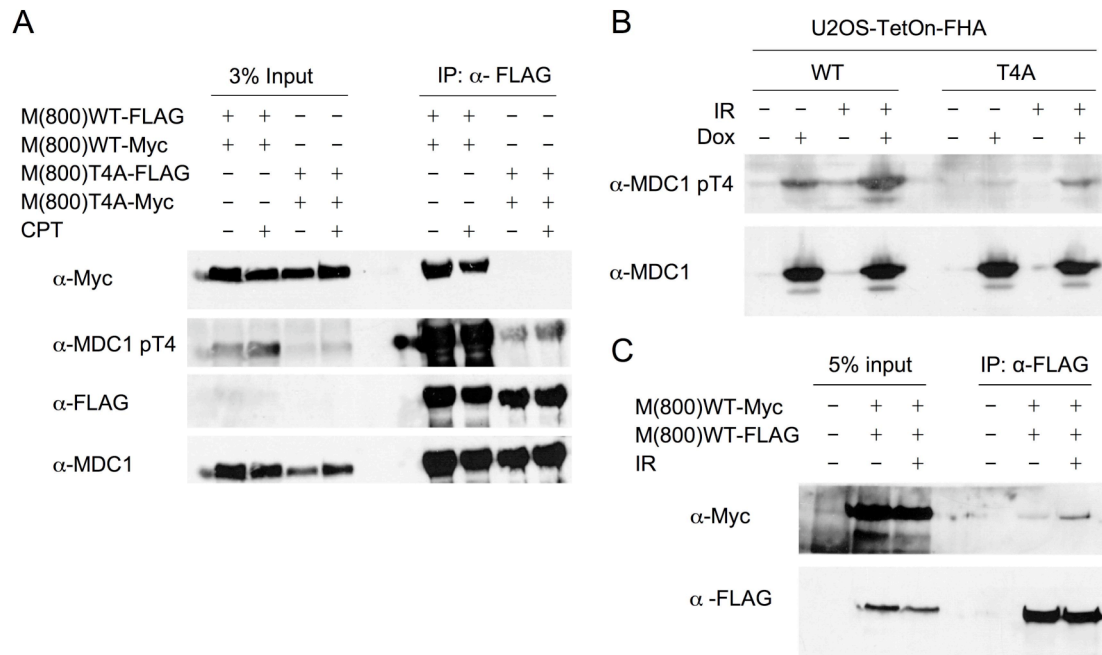 A
3% Input
IP: α- FLAG
M(800)WT-FLAG + + – – + + – –
M(800)WT-Myc + + – – + + – –
M(800)T4A-FLAG – – + + – – + +
M(800)T4A-Myc – – + + – – + +
CPT – + – + – + – +
α-Myc
α-MDC1 pT4
α-FLAG
α-MDC1
B
U2OS-TetOn-FHA
WT
T4A
IR – – + + – – + +
Dox – + – + – + – +
α-MDC1 pT4
α-MDC1
C
5% input
IP: α-FLAG
M(800)WT-Myc – + + – + +
M(800)WT-FLAG – + + – + +
IR – – + – – +
α-Myc
α -FLAG